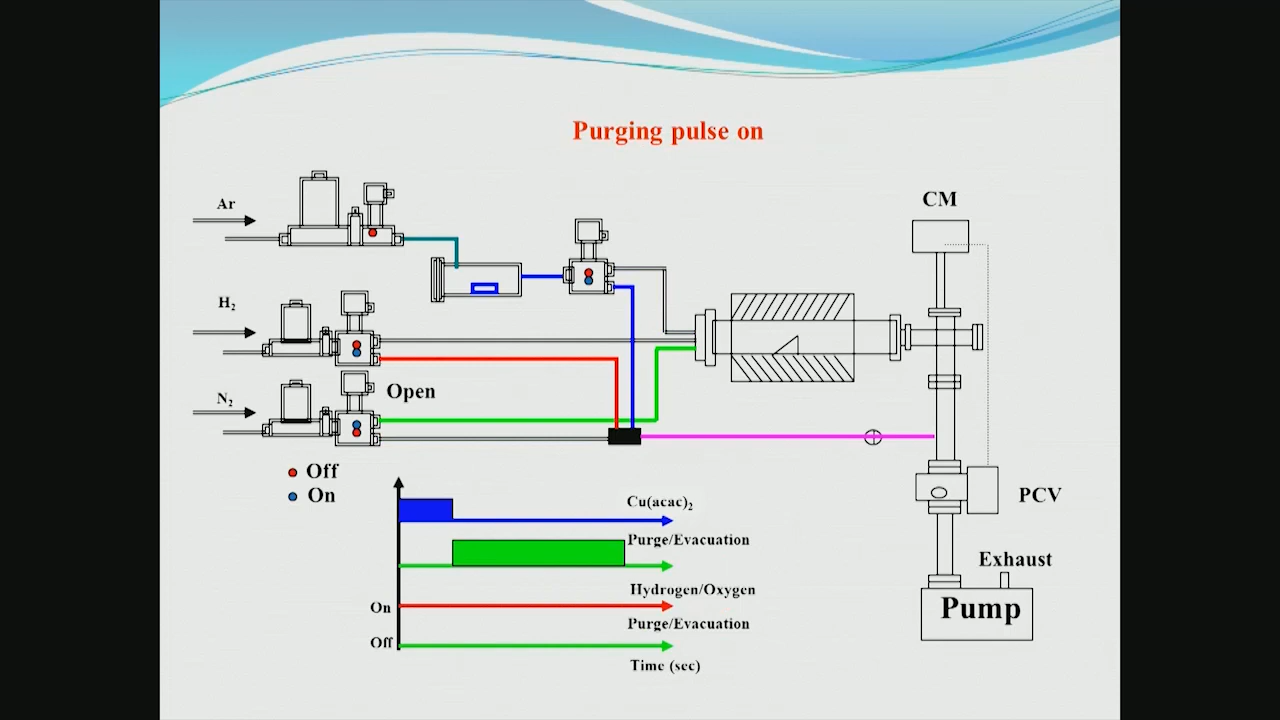 Purging pulse on
CM
Ar
H₂
N₂
Open
Off
On
Cu(acac)₂
Purge/Evacuation
Hydrogen/Oxygen
On
Purge/Evacuation
Off
Time (sec)
PCV
Exhaust
Pump